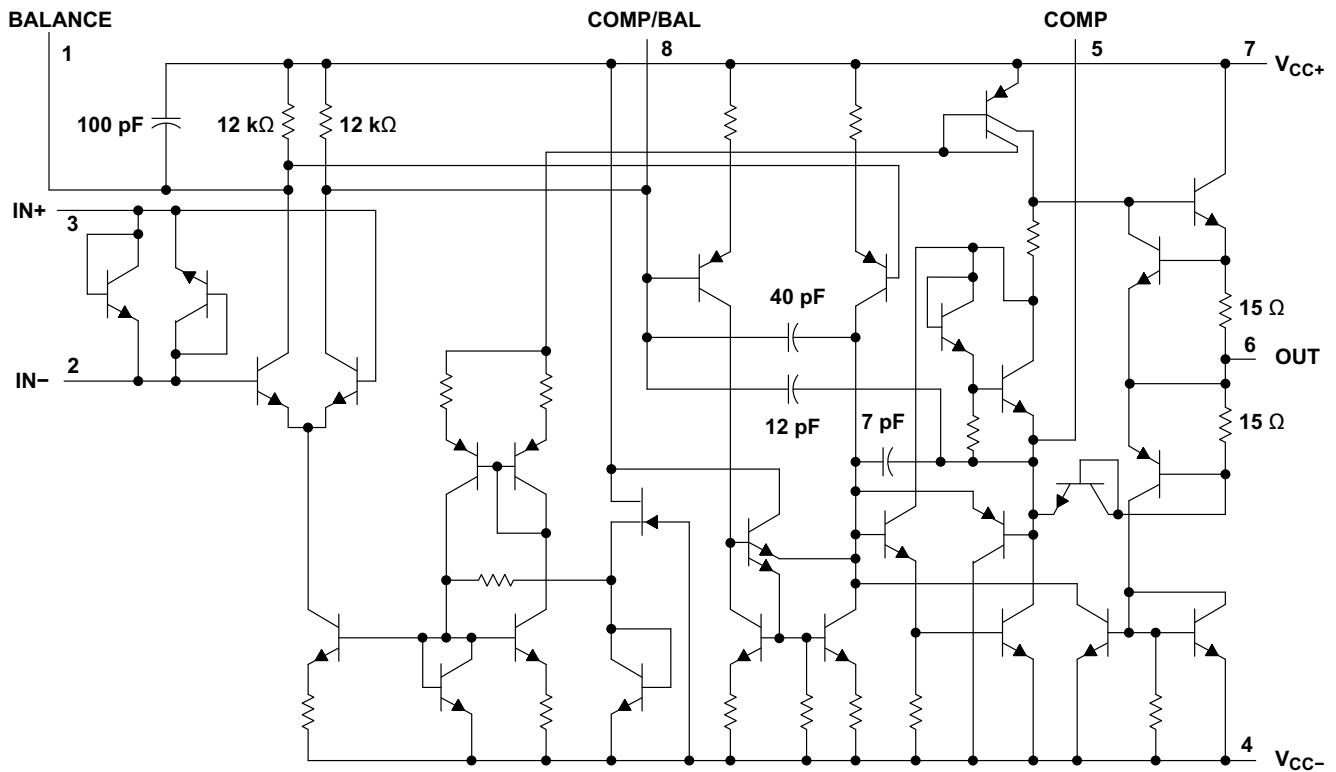 BALANCE
COMP/BAL
COMP
1
8
5
7
VCC+
100 pF
12 kΩ
12 kΩ
IN+
3
40 pF
15 Ω
6
OUT
2
IN−
12 pF
7 pF
15 Ω
4
VCC−